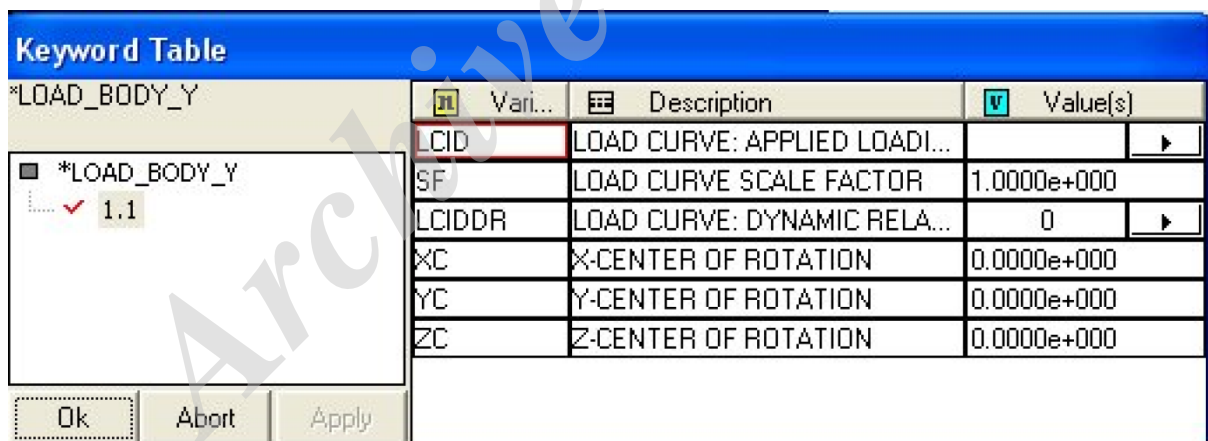 Keyword Table
*LOAD_BODY_Y
*LOAD_BODY_Y
1.1
Ok Abort Apply
Vari... Description Value(s)
LCID LOAD CURVE: APPLIED LOADI...
SF LOAD CURVE SCALE FACTOR 1.0000e+000
LCIDDR LOAD CURVE: DYNAMIC RELA... 0
XC X-CENTER OF ROTATION 0.0000e+000
YC Y-CENTER OF ROTATION 0.0000e+000
ZC Z-CENTER OF ROTATION 0.0000e+000
Archive